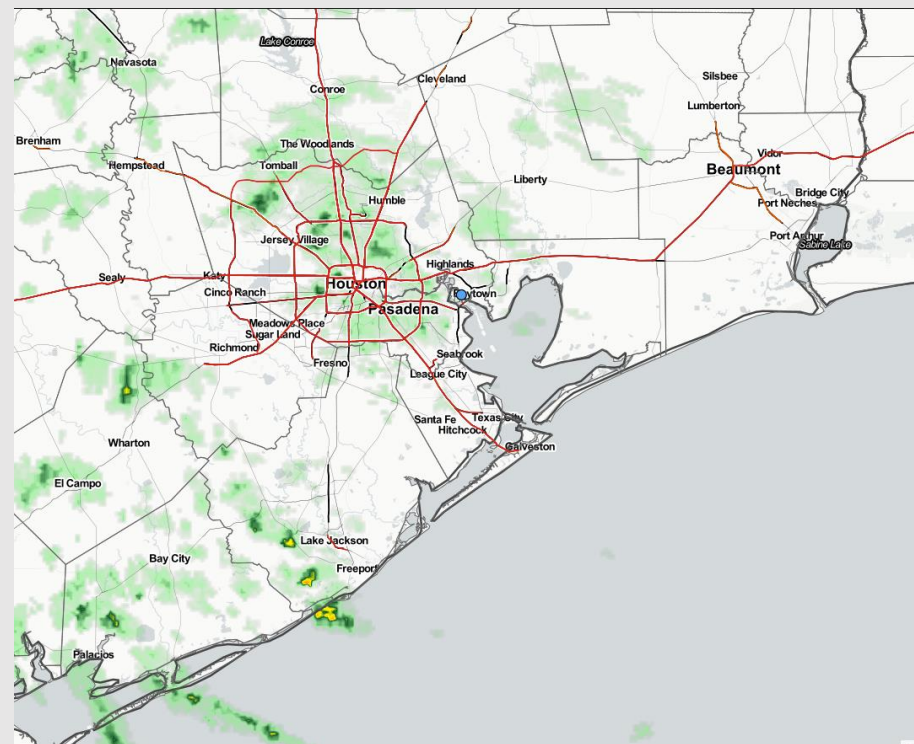 Lake Conroe
Navasota
Cleveland
Conroe
Silsbee
Lumberton
Brenham
The Woodlands
Hempstead
Tomball
Vidor
Beaumont
Liberty
Bridge City
Humble
Port Neches
Jersey Village
Port Arthur
Sabine Lake
Highlands
Sealy
Katy
Houston
Cinco Ranch
Baytown
Pasadena
Meadows Place
Sugar Land
Richmond
Seabrook
Fresno
League City
Santa Fe
Texas City
Hitchcock
Wharton
Galveston
El Campo
Lake Jackson
Bay City
Freeport
Palacios